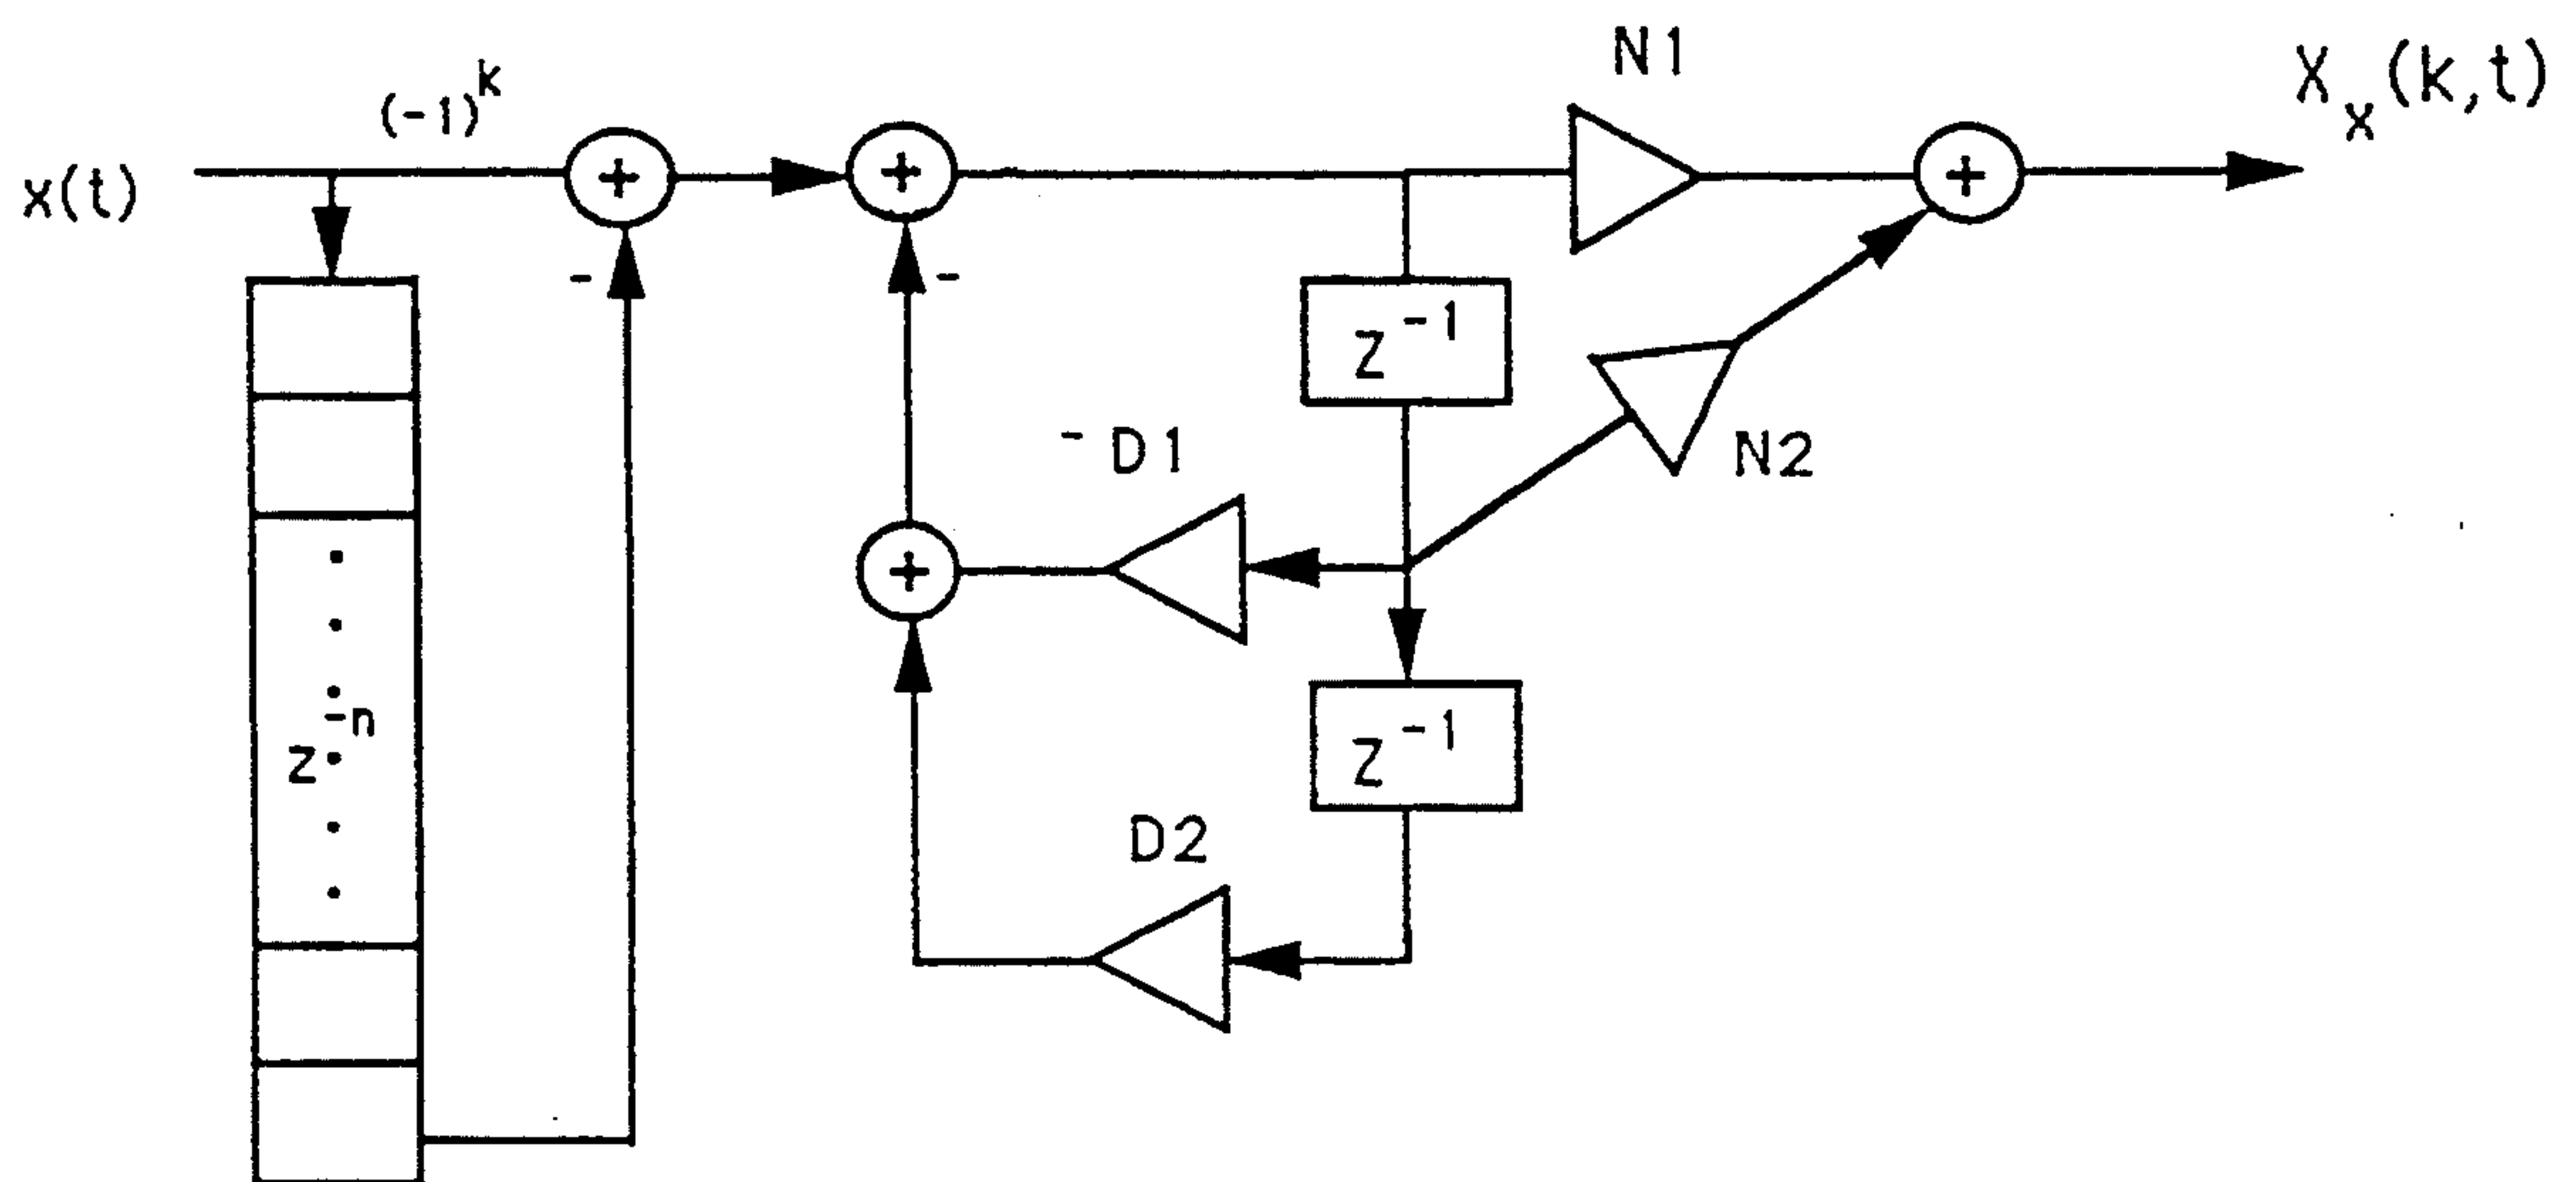 N1
X_x(k,t)
(-1)^k
x(t)
+
+
+
-
-
Z^-1
N2
-D1
+
Z^-n
Z^-1
D2